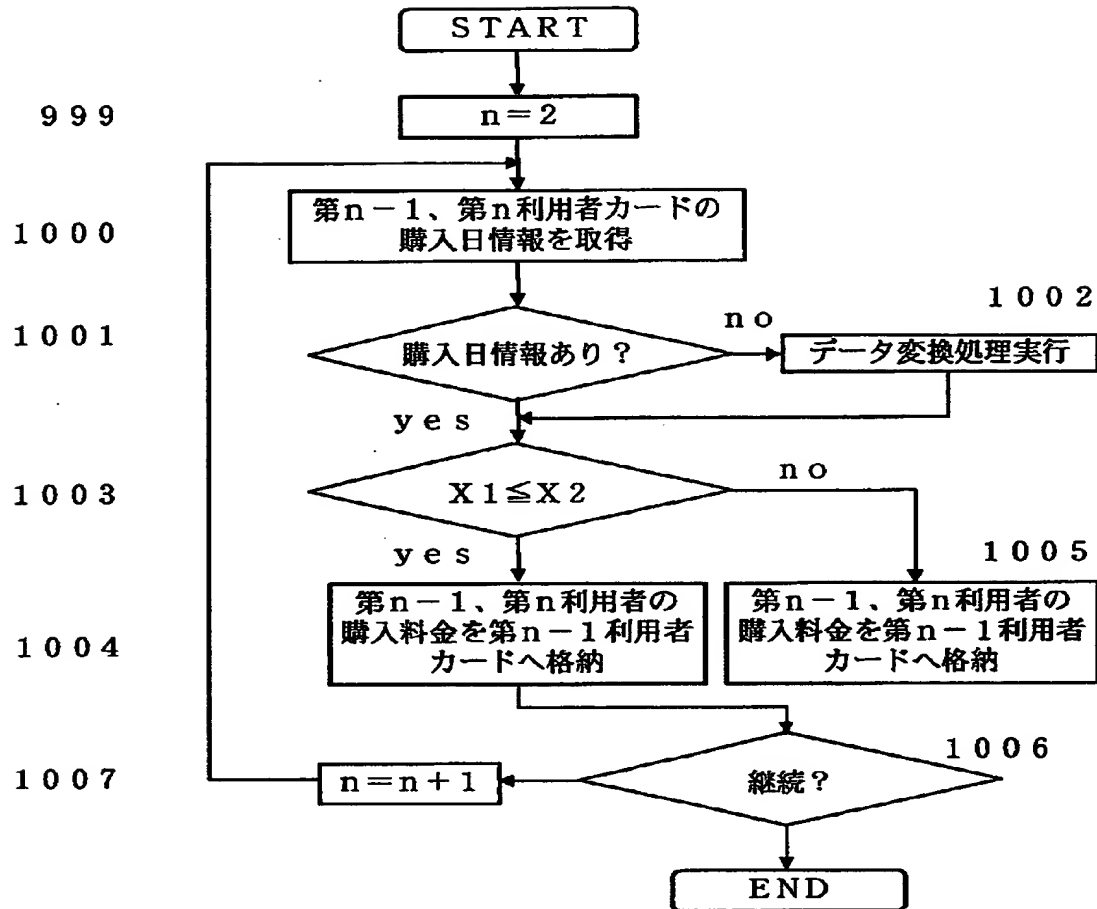 START
999
n=2
1000
第n-1、第n利用者カードの
購入日情報を取得
1001
購入日情報あり?
no
1002
データ変換処理実行
yes
1003
X1≦X2
no
yes
1004
第n-1、第n利用者の
購入料金を第n-1利用者
カードへ格納
1005
第n-1、第n利用者の
購入料金を第n-1利用者
カードへ格納
1006
継続?
1007
n=n+1
END